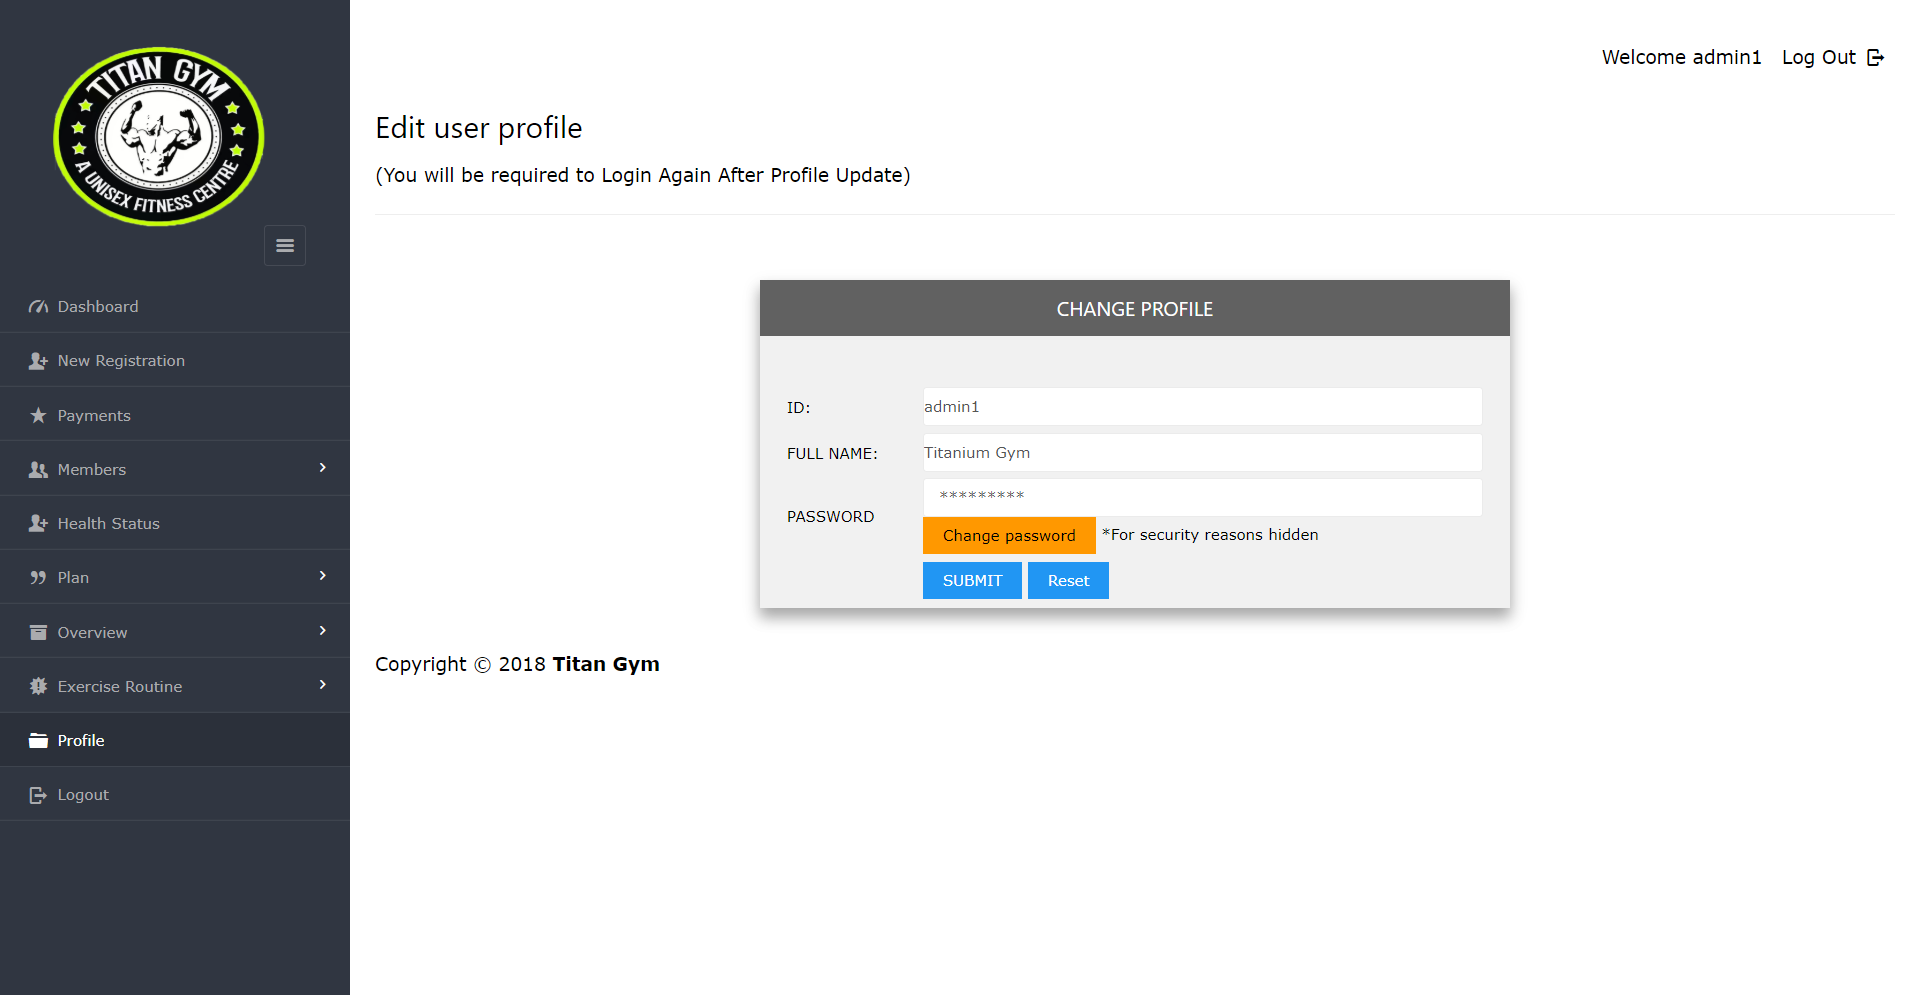 TITAN GYM
A UNISEX FITNESS CENTRE
Welcome admin1 Log Out
Edit user profile
(You will be required to Login Again After Profile Update)
Dashboard
New Registration
Payments
Members
Health Status
Plan
Overview
Exercise Routine
Profile
Logout
CHANGE PROFILE
ID: admin1
FULL NAME: Titanium Gym
PASSWORD *********
Change password *For security reasons hidden
SUBMIT Reset
Copyright © 2018 Titan Gym